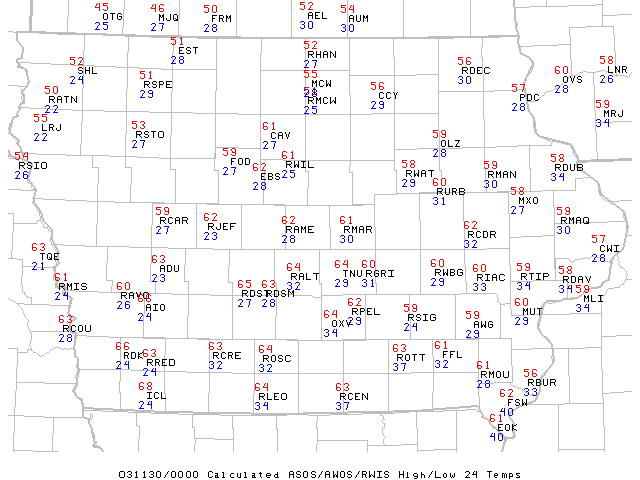 45 OTG 25
46 MJQ 27
50 FRM 28
52 AEL 30
54 AUM 30
51 EST 28
52 RHAN 27
52 SHL 24
51 RSPE 29
55 MCW
RMCW 25
56 CCY 29
56 RDEC 30
60 OVS 28
58 LNR 26
50 RATN 22
57 PDC 28
59 MRJ 34
55 LRJ 22
53 RSTO 27
61 CAV 27
59 OLZ 28
54 RSIO 26
59 FOD 27
62 EBS 28
61 RWIL 25
58 RWAT 29
59 RMAN 30
58 RDUB 34
60 RURB 31
58 MXO 27
59 RCAR 27
62 RJEF 23
62 RAME 28
61 RMAR 30
62 RCDR 32
59 RMAQ 30
57 CWI 28
63 TQE 21
63 ADU 23
61 RMIS 24
64 RALT 32
64 TNU 29
60 RGRI 31
60 RWBG 29
60 RIAC 33
59 RTIP 34
58 RDAV 34
59 MLI 34
60 RAVO 26
AIO 24
65 RDST 27
63 RDSM 28
62 RPEL 29
64 OXV 34
59 RSIG 24
59 AWG 29
60 MUT 29
63 RCOU 28
66 RDK 24
63 RRED 24
63 RCRE 32
64 ROSC 32
63 ROTT 37
61 FFL 32
61 RMOU 28
56 RBUR 33
68 ICL 24
64 RLEO 34
63 RCEN 37
62 FSW 40
61 EOK 40
031130/0000 Calculated ASOS/AWOS/RWIS High/Low 24 Temps